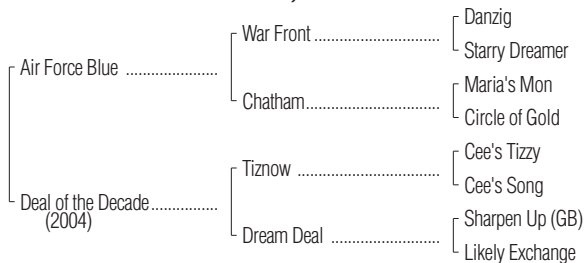 Danzig
War Front ........................
Starry Dreamer
Air Force Blue ......................
Maria's Mon
Chatham............................
Circle of Gold
Cee's Tizzy
Tiznow ...........................
Cee's Song
Deal of the Decade................
(2004)
Sharpen Up (GB)
Dream Deal ..........................
Likely Exchange